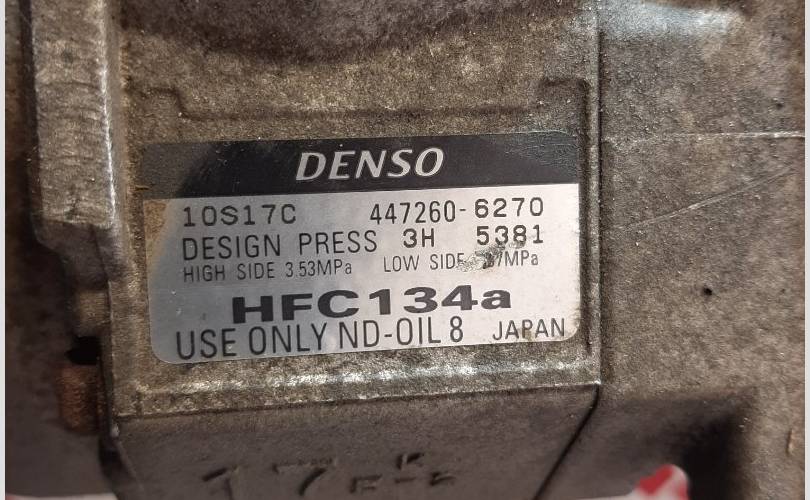 DENSO
10S17C 447260-6270
DESIGN PRESS 3H 5381
HIGH SIDE 3.53MPa LOW SIDE
HFC134a
USE ONLY ND-OIL 8 JAPAN
17